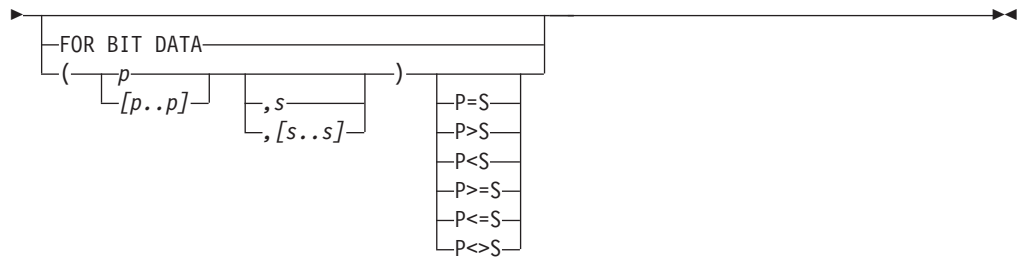 FOR BIT DATA
( p )
[p..p]
,s
,[s..s]
P=S
P>S
P<S
P>=S
P<=S
P<>S